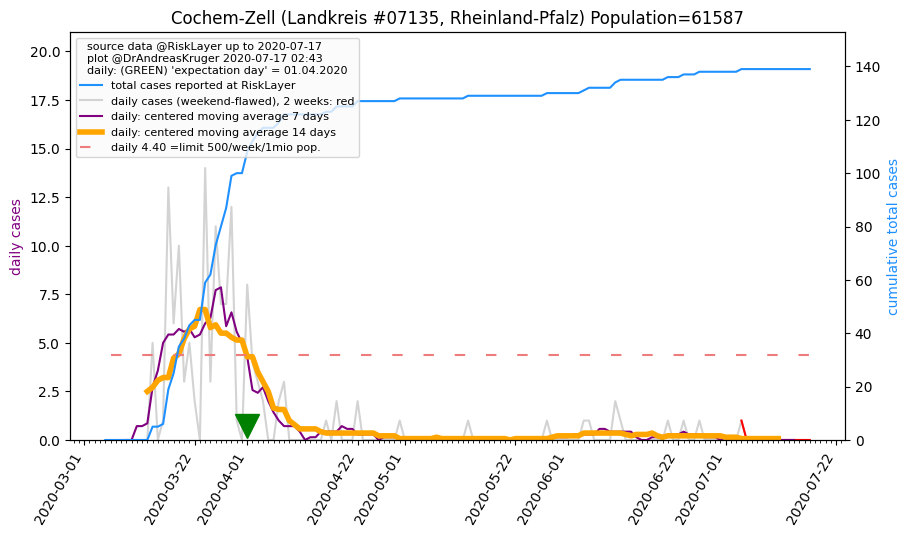 Cochem-Zell (Landkreis #07135, Rheinland-Pfalz) Population=61587
source data @RiskLayer up to 2020-07-17
plot @DrAndreasKruger 2020-07-17 02:43
daily: (GREEN) 'expectation day' = 01.04.2020
total cases reported at RiskLayer
daily cases (weekend-flawed), 2 weeks: red
daily: centered moving average 7 days
daily: centered moving average 14 days
daily 4.40 =limit 500/week/1mio pop.
daily cases
20.0
17.5
15.0
12.5
10.0
7.5
5.0
2.5
0.0
140
120
100
80
60
40
20
0
cumulative total cases
2020-03-01
2020-03-22
2020-04-01
2020-04-22
2020-05-01
2020-05-22
2020-06-01
2020-06-22
2020-07-01
2020-07-22